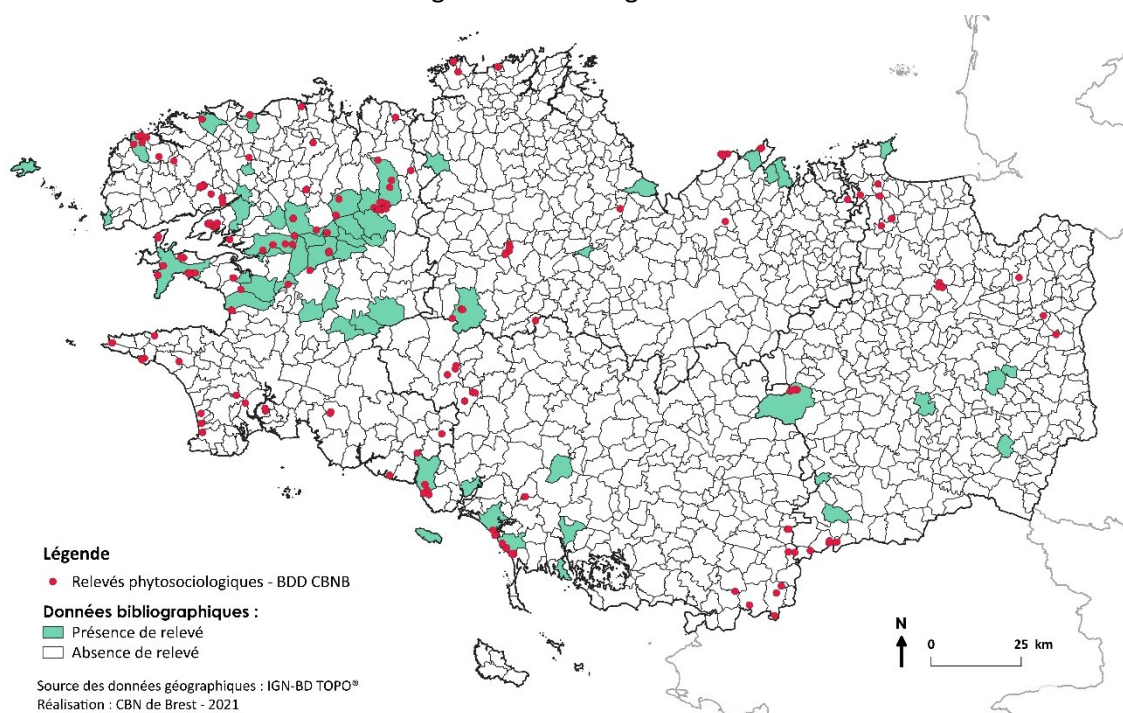 Légende
Relevés phytosociologiques - BDD CBNB
Données bibliographiques :
Présence de relevé
Absence de relevé
Source des données géographiques : IGN-BD TOPO®
Réalisation : CBN de Brest - 2021
N
0 25 km